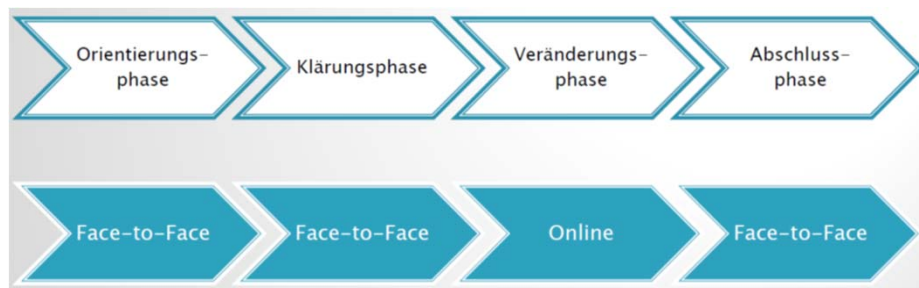 Orientierungs-
phase
Klärungsphase
Veränderungs-
phase
Abschluss-
phase
Face-to-Face
Face-to-Face
Online
Face-to-Face